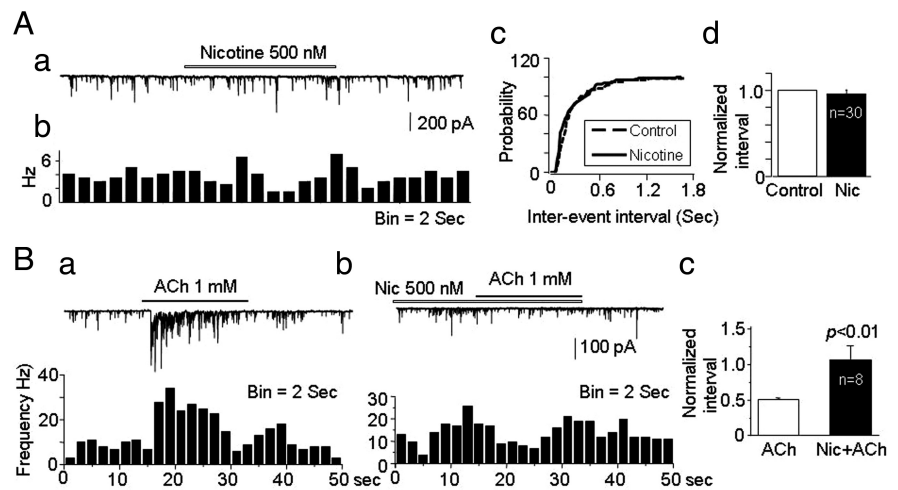 A
a
Nicotine 500 nM
200 pA
b
6
0
Hz
Bin = 2 Sec
c
120
60
0
Probability
Control
Nicotine
0 0.6 1.2 1.8
Inter-event interval (Sec)
d
1.0
0
Normalized
interval
n=30
Control Nic
B
a
ACh 1 mM
40
20
0
Frequency Hz)
Bin = 2 Sec
0 10 20 30 40 50 sec
b
Nic 500 nM
ACh 1 mM
100 pA
30
20
10
0
Bin = 2 Sec
0 10 20 30 40 50 sec
c
1.5
1.0
0.5
0
Normalized
interval
p<0.01
n=8
ACh Nic+ACh